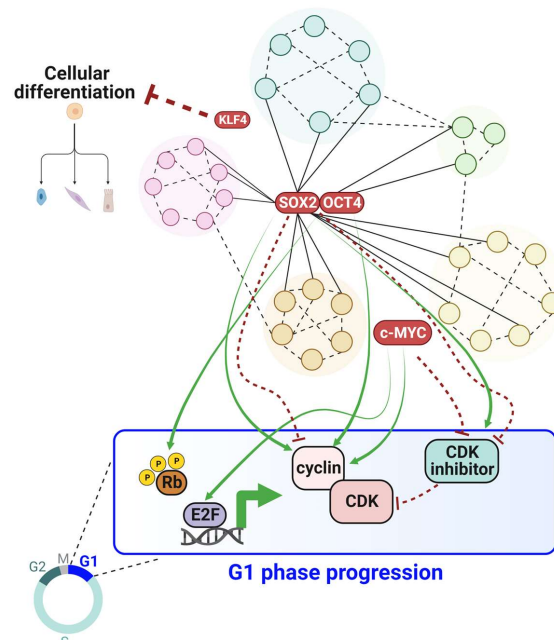 Cellular
differentiation
KLF4
SOX2 OCT4
c-MYC
P P P
Rb
cyclin
CDK
inhibitor
CDK
E2F
G1 phase progression
M
G2
G1